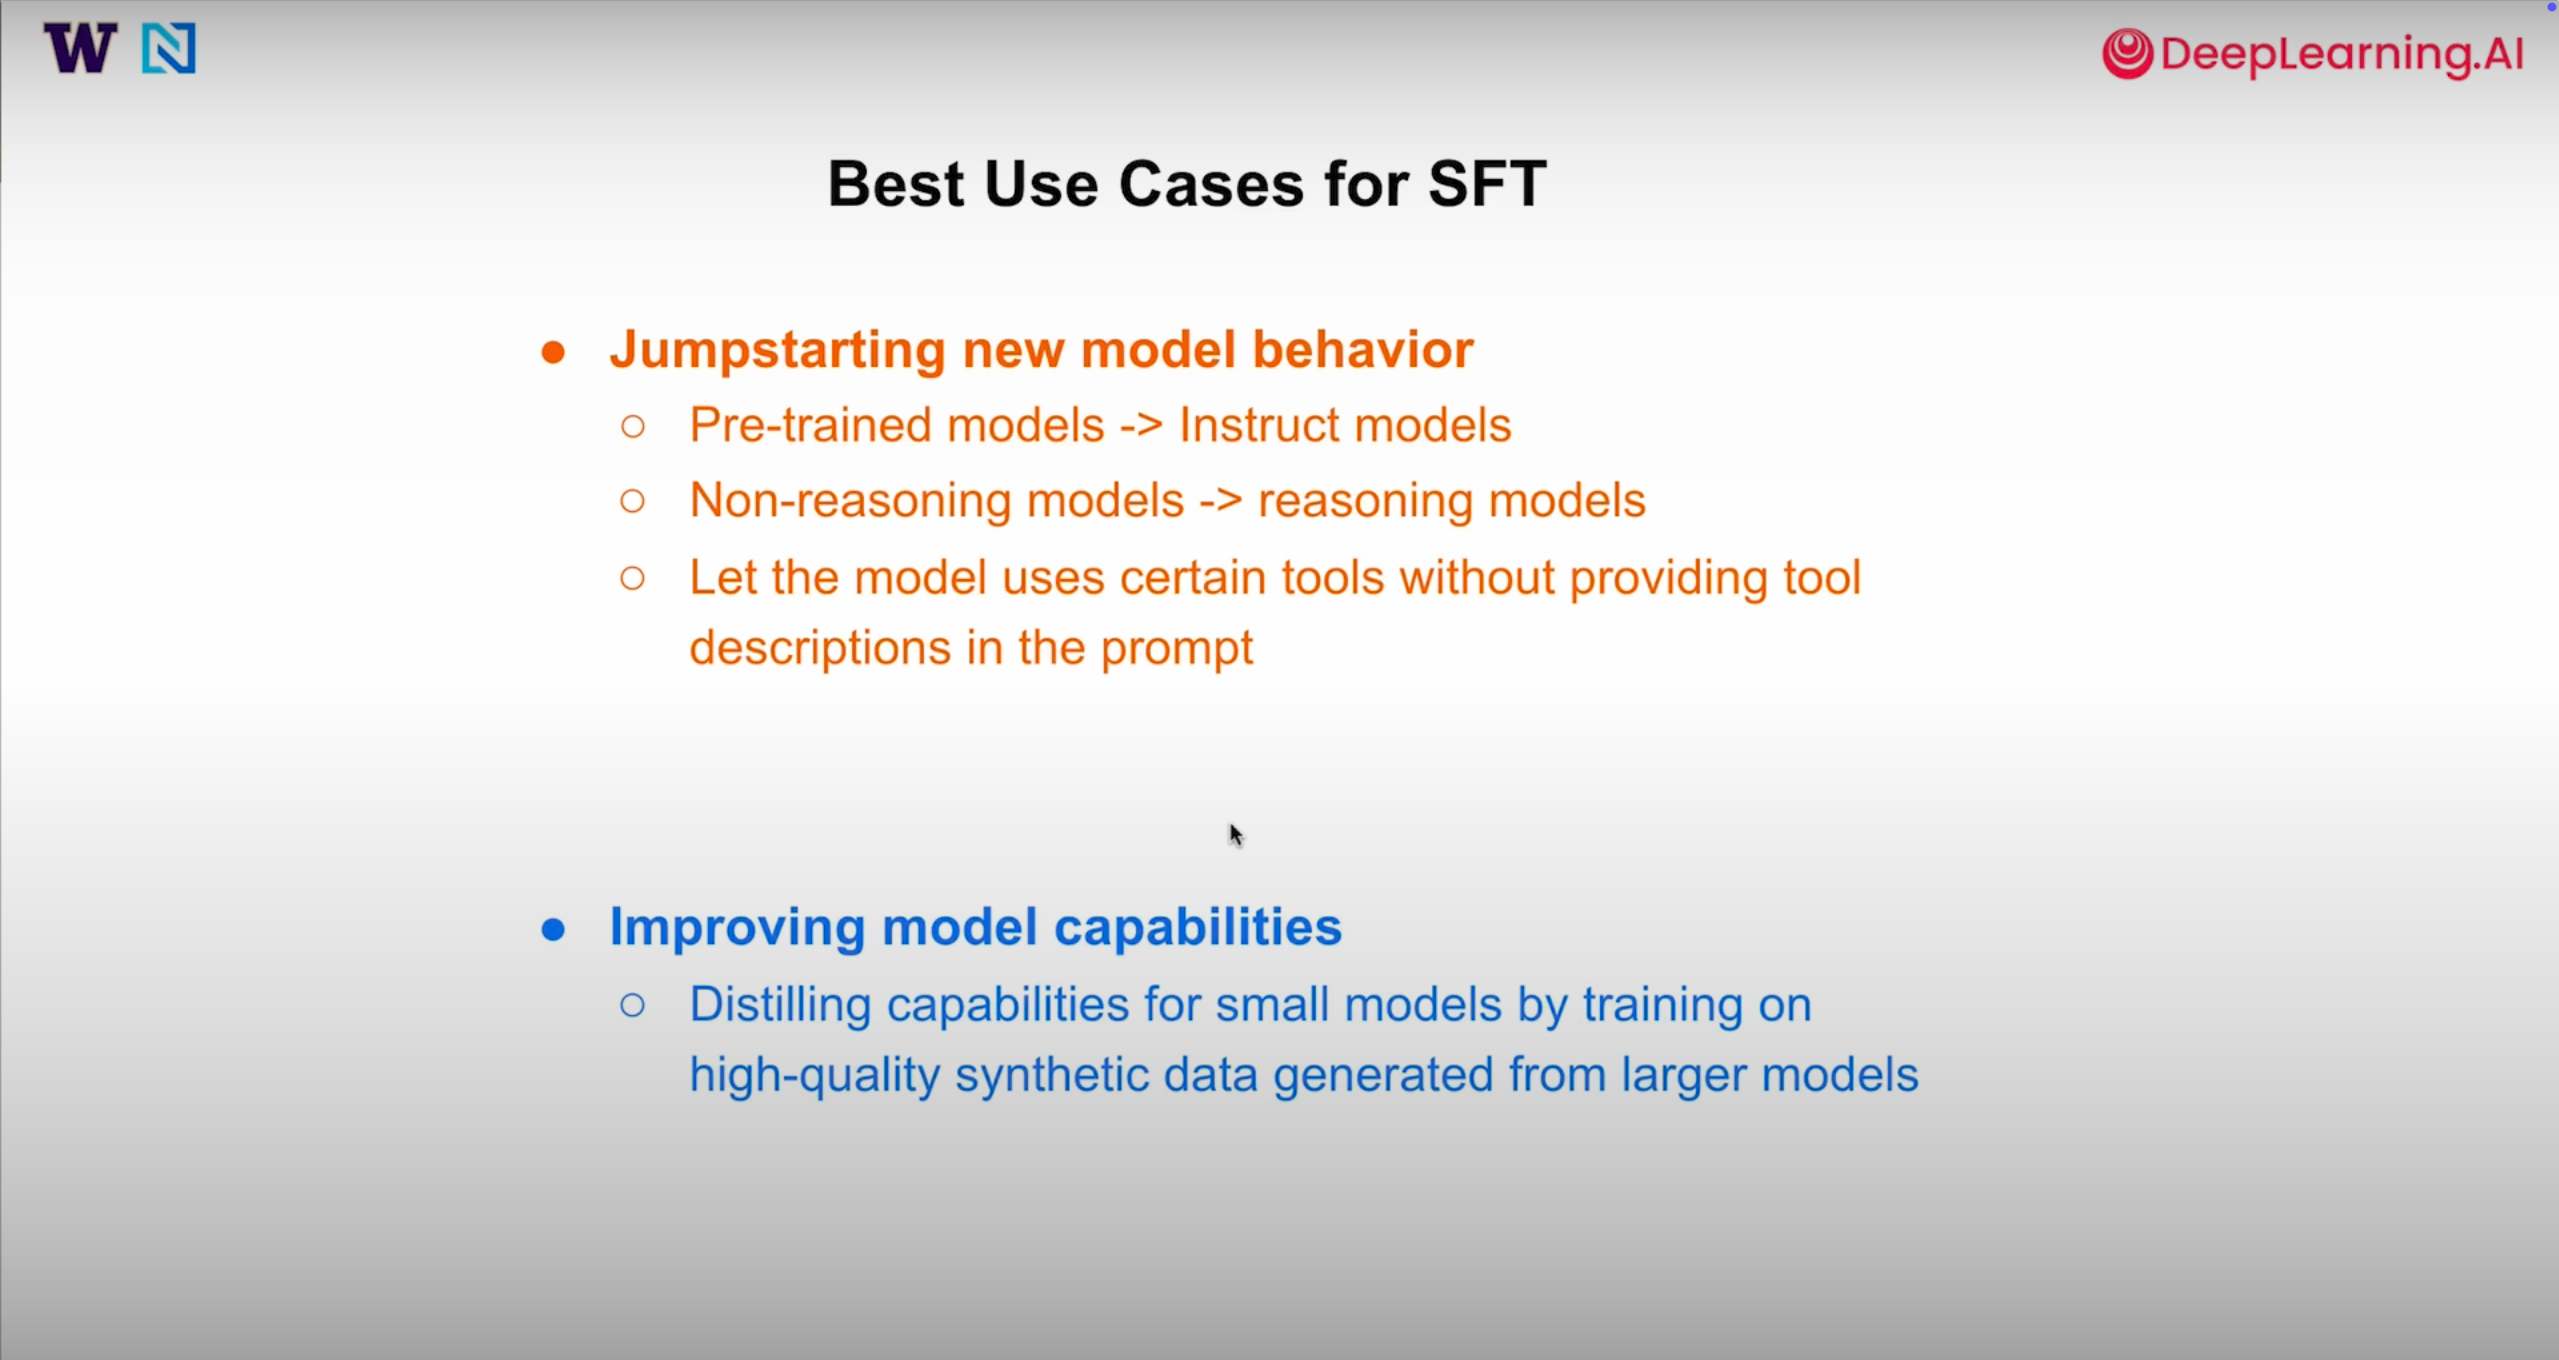 W N
DeepLearning.AI
Best Use Cases for SFT
● Jumpstarting new model behavior
○ Pre-trained models -> Instruct models
○ Non-reasoning models -> reasoning models
○ Let the model uses certain tools without providing tool
descriptions in the prompt
● Improving model capabilities
○ Distilling capabilities for small models by training on
high-quality synthetic data generated from larger models